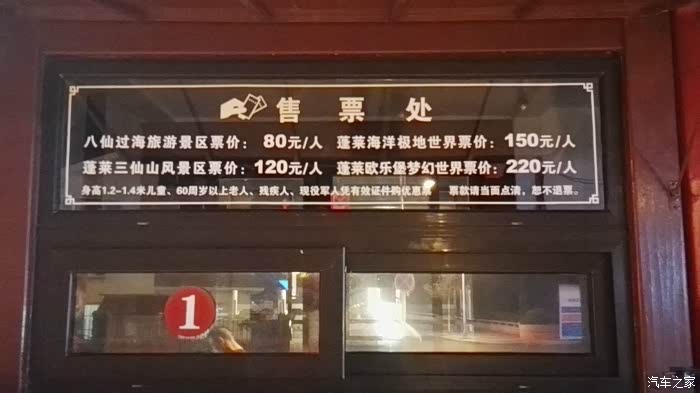 售票处
八仙过海旅游景区票价：80元/人 蓬莱海洋极地世界票价：150元/人
蓬莱三仙山风景区票价：120元/人 蓬莱欧乐堡梦幻世界票价：220元/人
身高1.2-1.4米儿童、60周岁以上老人、残疾人、现役军人凭有效证件购优惠票。 票款请当面点清，恕不退票。
1
汽车之家